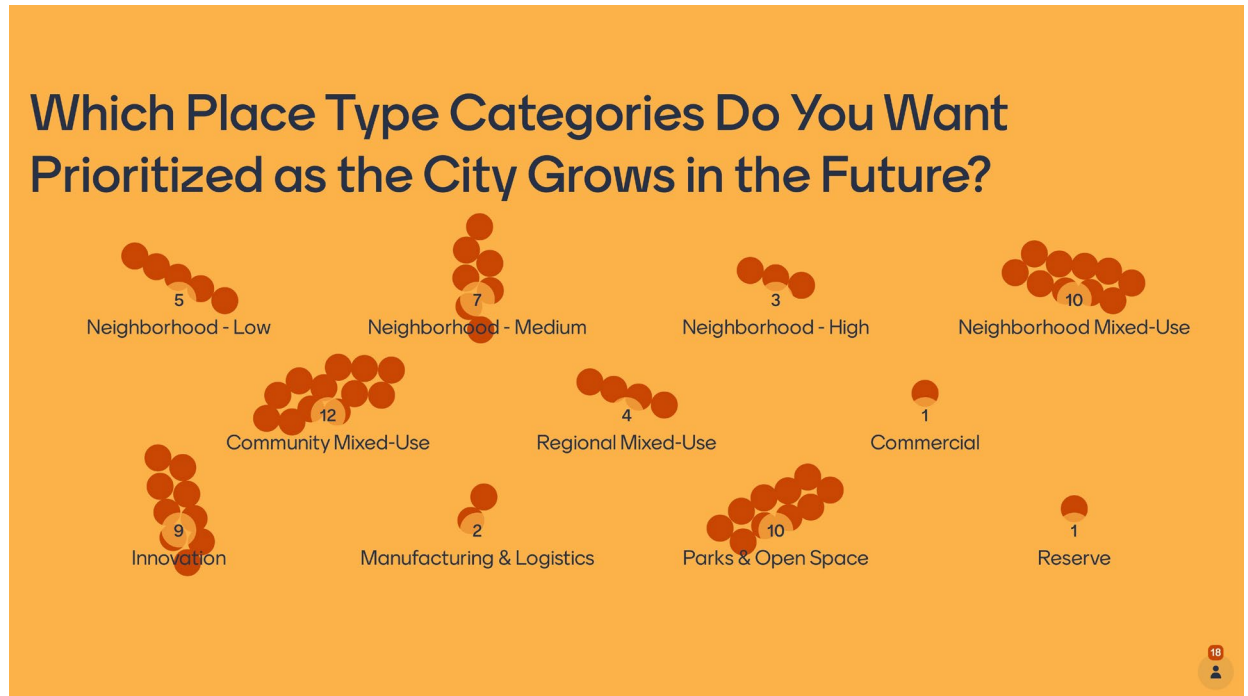 Which Place Type Categories Do You Want
Prioritized as the City Grows in the Future?
5
Neighborhood - Low
7
Neighborhood - Medium
3
Neighborhood - High
10
Neighborhood Mixed-Use
12
Community Mixed-Use
4
Regional Mixed-Use
1
Commercial
9
Innovation
2
Manufacturing & Logistics
10
Parks & Open Space
1
Reserve
18